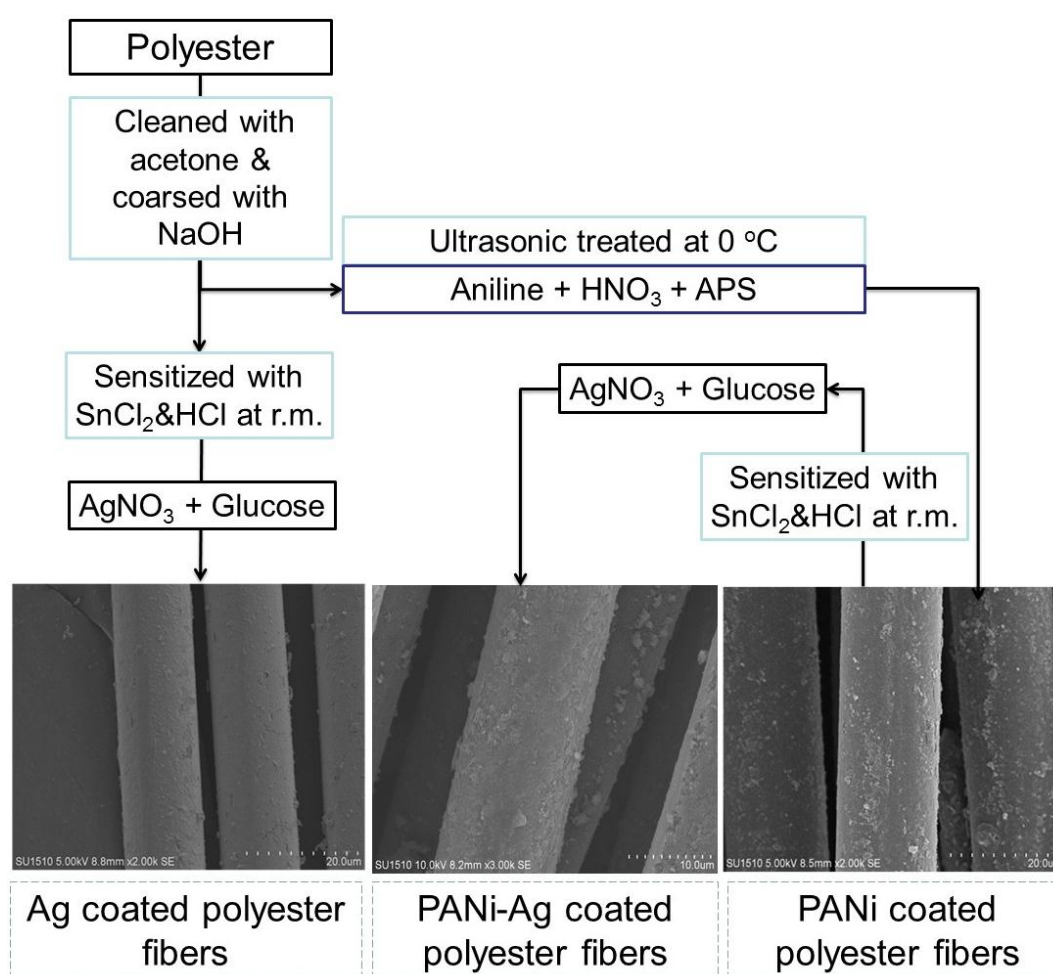 Polyester
Cleaned with
acetone &
coarsed with
NaOH
Ultrasonic treated at 0 °C
Aniline + HNO₃ + APS
Sensitized with
SnCl₂&HCl at r.m.
AgNO₃ + Glucose
AgNO₃ + Glucose
Sensitized with
SnCl₂&HCl at r.m.
SU1510 5.00kV 8.8mm x2.00k SE
20.0um
SU1510 10.0kV 8.2mm x3.00k SE
10.0um
SU1510 5.00kV 8.5mm x2.00k SE
20.0u
Ag coated polyester
fibers
PANi-Ag coated
polyester fibers
PANi coated
polyester fibers